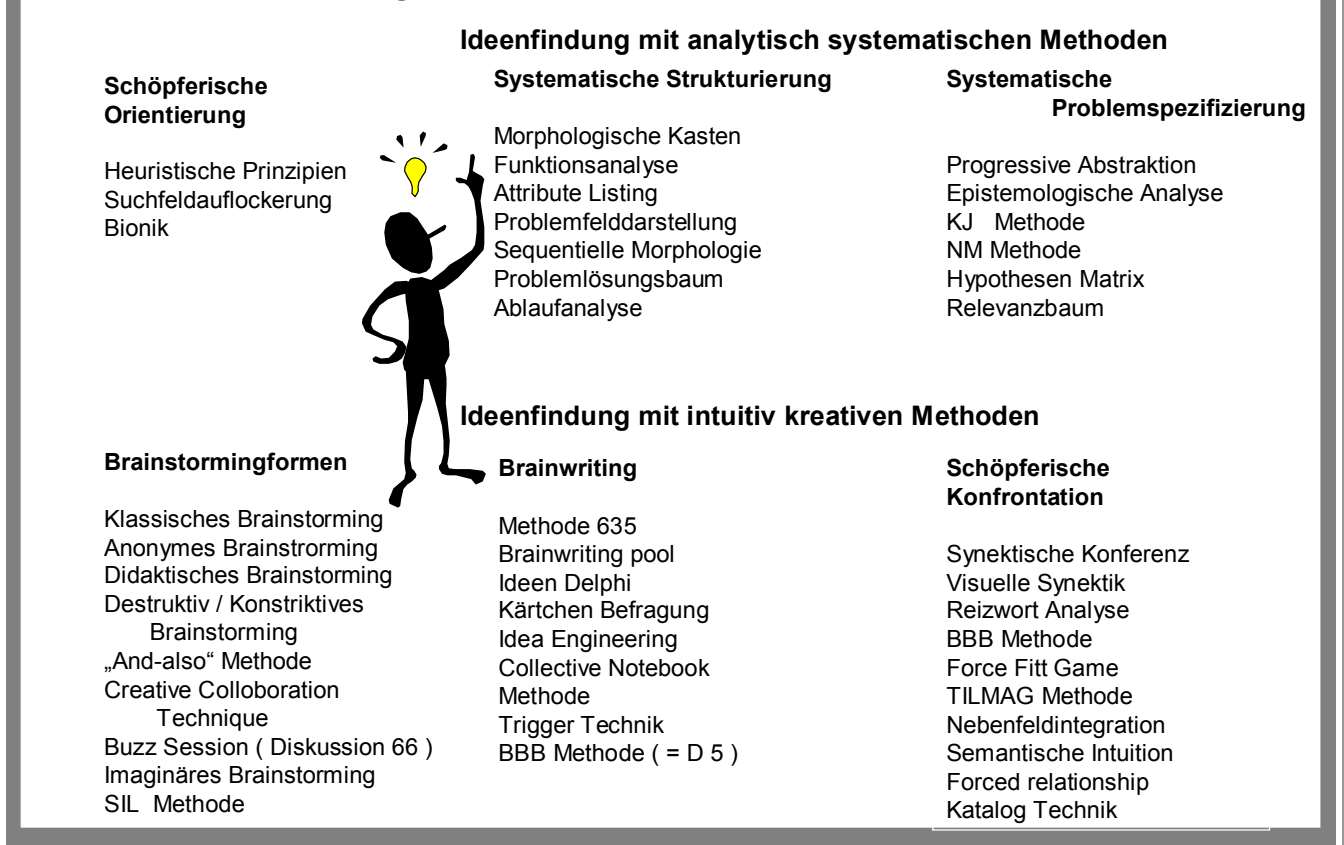 Ideenfindung mit analytisch systematischen Methoden
Schöpferische
Orientierung
Heuristische Prinzipien
Suchfeldauflockerung
Bionik
Systematische Strukturierung
Morphologische Kasten
Funktionsanalyse
Attribute Listing
Problemfelddarstellung
Sequentielle Morphologie
Problemlösungsbaum
Ablaufanalyse
Systematische
Problemspezifizierung
Progressive Abstraktion
Epistemologische Analyse
KJ Methode
NM Methode
Hypothesen Matrix
Relevanzbaum
Ideenfindung mit intuitiv kreativen Methoden
Brainstormingformen
Klassisches Brainstorming
Anonymes Brainstrorming
Didaktisches Brainstorming
Destruktiv / Konstriktives
Brainstorming
„And-also“ Methode
Creative Colloboration
Technique
Buzz Session ( Diskussion 66 )
Imaginäres Brainstorming
SIL Methode
Brainwriting
Methode 635
Brainwriting pool
Ideen Delphi
Kärtchen Befragung
Idea Engineering
Collective Notebook
Methode
Trigger Technik
BBB Methode ( = D 5 )
Schöpferische
Konfrontation
Synektische Konferenz
Visuelle Synektik
Reizwort Analyse
BBB Methode
Force Fitt Game
TILMAG Methode
Nebenfeldintegration
Semantische Intuition
Forced relationship
Katalog Technik